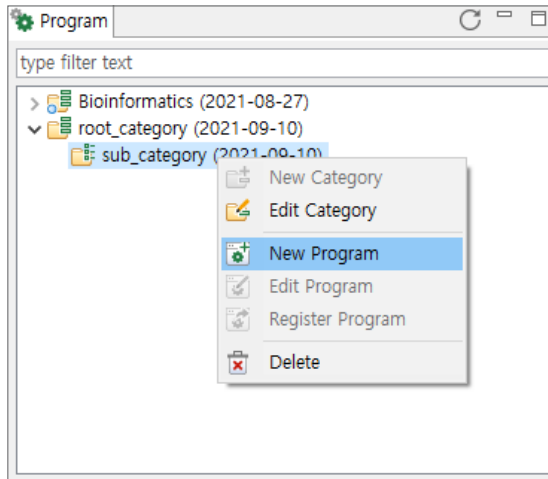 Program
type filter text
Bioinformatics (2021-08-27)
root_category (2021-09-10)
sub_category (2021-09-10)
New Category
Edit Category
New Program
Edit Program
Register Program
Delete